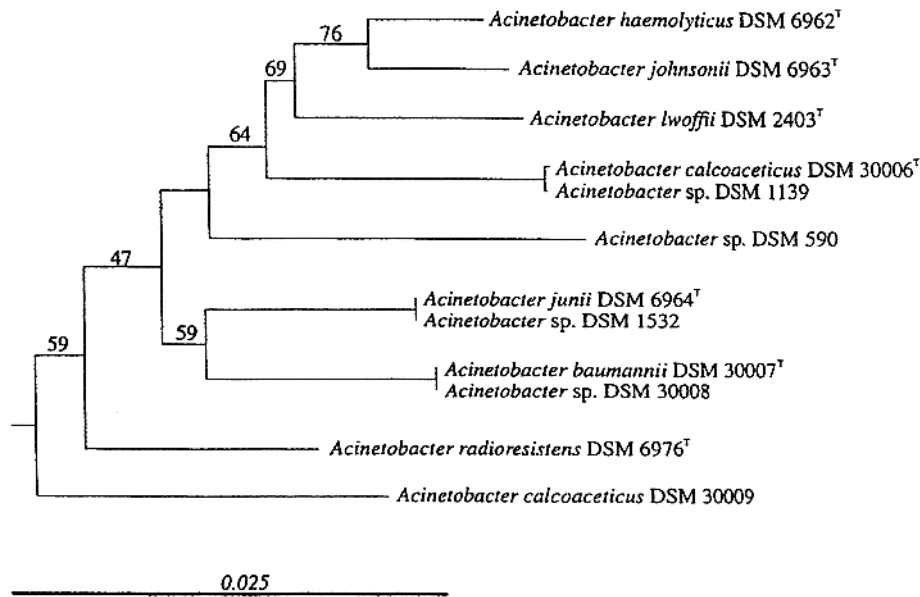 76
Acinetobacter haemolyticus DSM 6962ᵀ
69
Acinetobacter johnsonii DSM 6963ᵀ
Acinetobacter lwoffii DSM 2403ᵀ
64
Acinetobacter calcoaceticus DSM 30006ᵀ
Acinetobacter sp. DSM 1139
Acinetobacter sp. DSM 590
47
Acinetobacter junii DSM 6964ᵀ
Acinetobacter sp. DSM 1532
59
59
Acinetobacter baumannii DSM 30007ᵀ
Acinetobacter sp. DSM 30008
Acinetobacter radioresistens DSM 6976ᵀ
Acinetobacter calcoaceticus DSM 30009
0.025